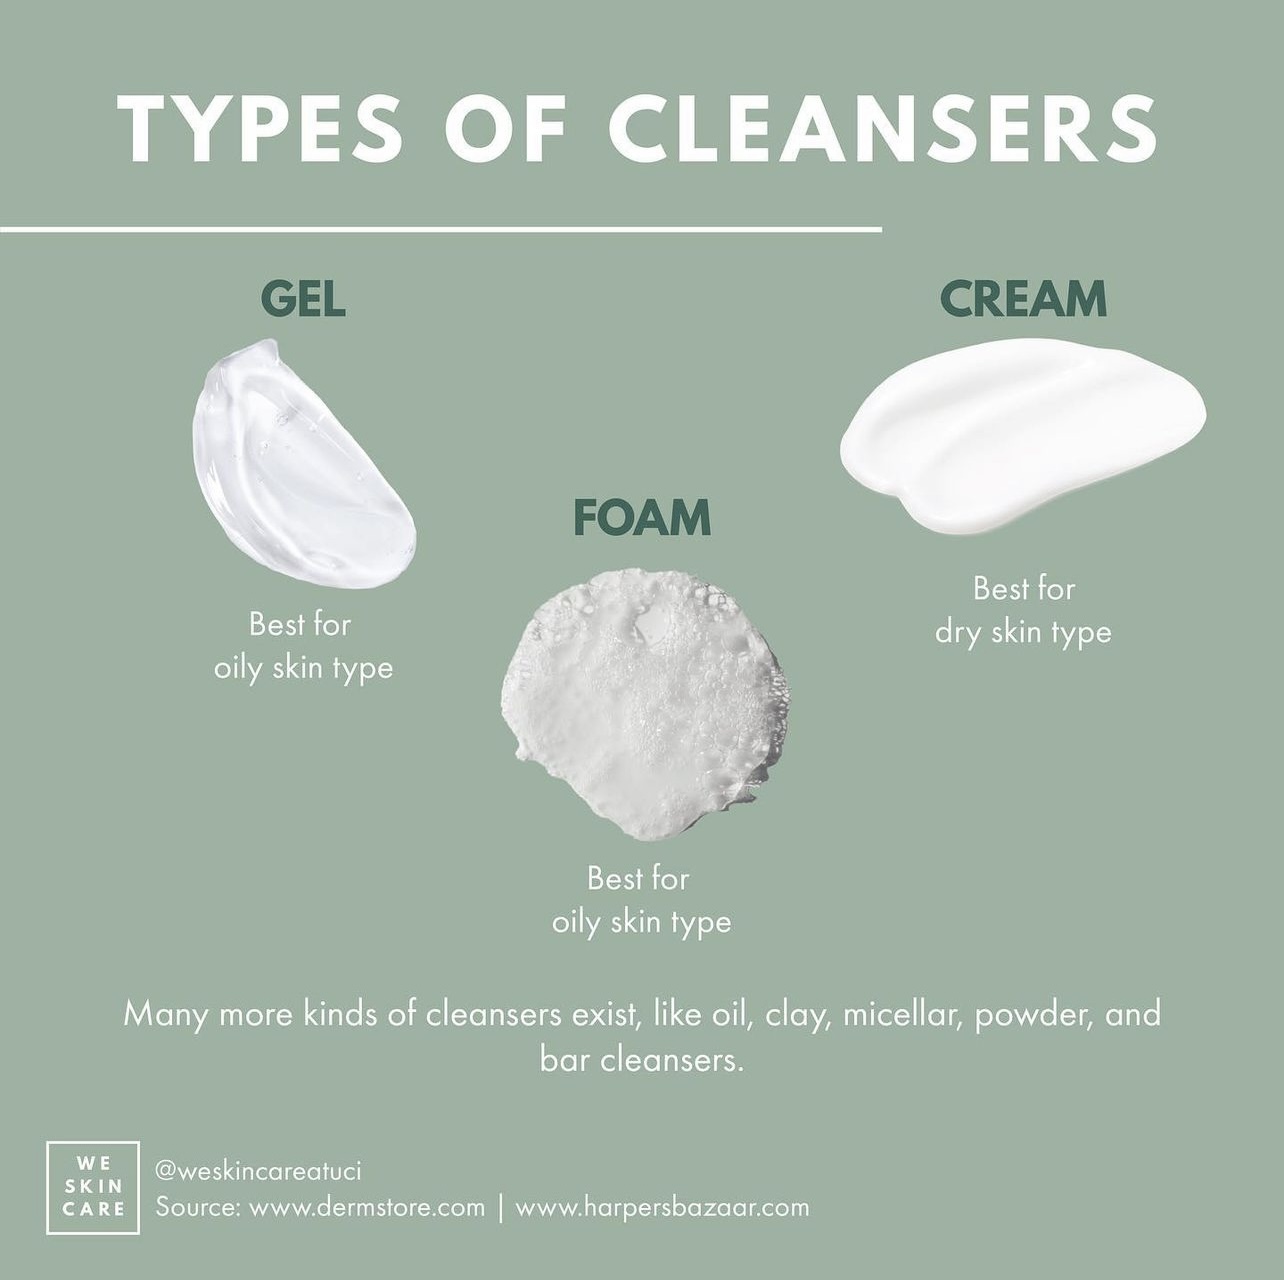 TYPES OF CLEANSERS
GEL
Best for
oily skin type
FOAM
Best for
oily skin type
CREAM
Best for
dry skin type
Many more kinds of cleansers exist, like oil, clay, micellar, powder, and
bar cleansers.
WE
SKIN
CARE
@weskincareatuci
Source: www.dermstore.com | www.harpersbazaar.com